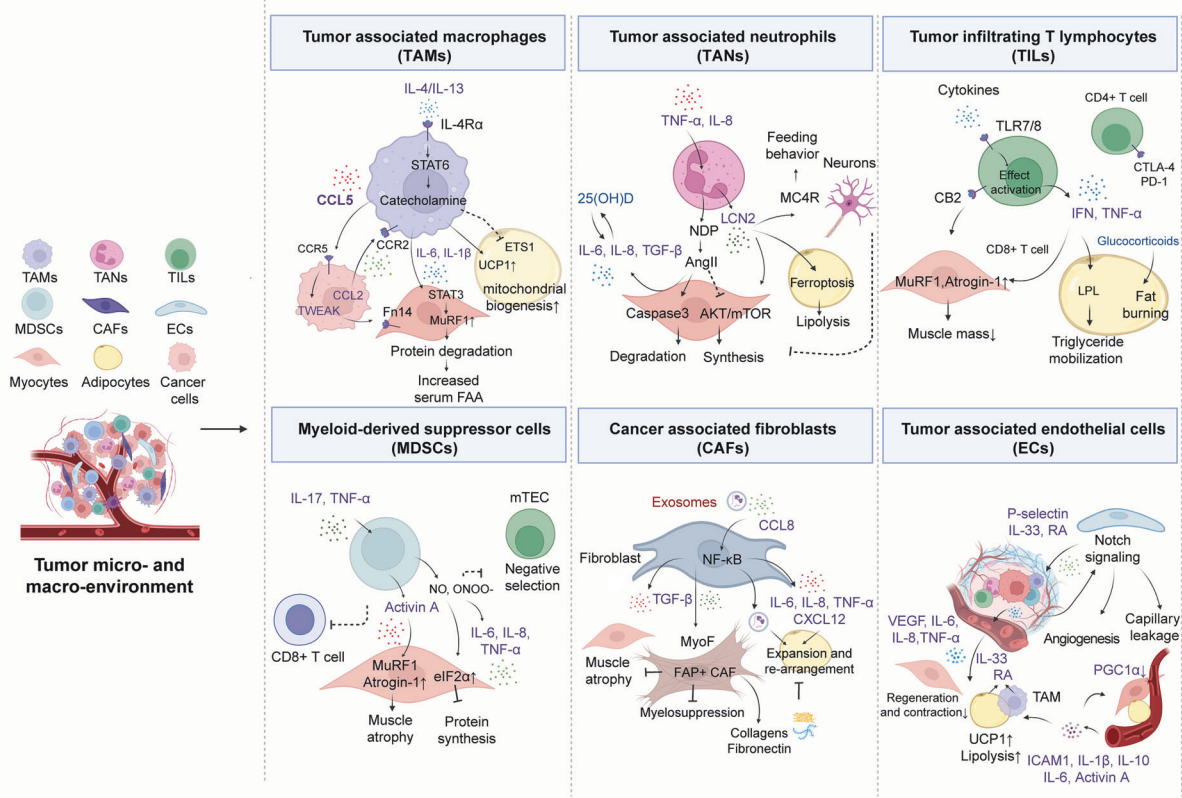 Tumor associated macrophages
(TAMs)
IL-4/IL-13
IL-4Rα
STAT6
Catecholamine
CCL5
CCR5
CCR2
IL-6, IL-1β
ETS1
UCP1↑
mitochondrial
biogenesis↑
CCL2
TWEAK
Fn14
STAT3
MuRF1↑
Protein degradation
Increased
serum FAA
Tumor associated neutrophils
(TANs)
TNF-α, IL-8
Feeding
behavior
Neurons
MC4R
25(OH)D
LCN2
NDP
IL-6, IL-8, TGF-β
AngII
Ferroptosis
Caspase3
AKT/mTOR
Lipolysis
Degradation
Synthesis
Tumor infiltrating T lymphocytes
(TILs)
Cytokines
CD4+ T cell
TLR7/8
Effect
activation
CTLA-4
PD-1
CB2
IFN, TNF-α
CD8+ T cell
Glucocorticoids
MuRF1,Atrogin-1↑
LPL
Fat
burning
Muscle mass↓
Triglyceride
mobilization
TAMs
TANs
TILs
MDSCs
CAFs
ECs
Myocytes
Adipocytes
Cancer
cells
Tumor micro- and
macro-environment
Myeloid-derived suppressor cells
(MDSCs)
IL-17, TNF-α
mTEC
Negative
selection
NO, ONOO-
Activin A
CD8+ T cell
IL-6, IL-8,
TNF-α
MuRF1
Atrogin-1↑
eIF2α↑
Muscle
atrophy
Protein
synthesis
Cancer associated fibroblasts
(CAFs)
Exosomes
CCL8
Fibroblast
NF-κB
TGF-β
IL-6, IL-8, TNF-α
CXCL12
MyoF
Muscle
atrophy
FAP+ CAF
Expansion and
re-arrangement
Myelosuppression
Collagens
Fibronectin
Tumor associated endothelial cells
(ECs)
P-selectin
IL-33, RA
Notch
signaling
VEGF, IL-6,
IL-8,TNF-α
Angiogenesis
Capillary
leakage
IL-33
RA
PGC1α↓
TAM
Regeneration
and contraction↓
UCP1↑
Lipolysis↑
ICAM1, IL-1β, IL-10
IL-6, Activin A